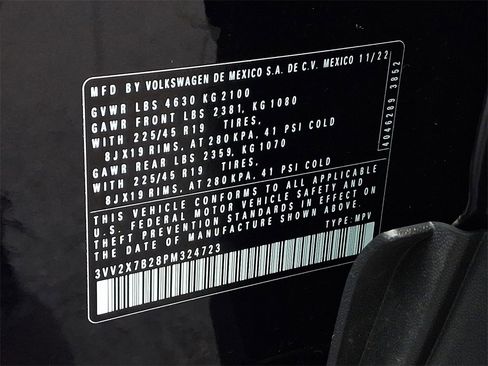 MFD BY VOLKSWAGEN DE MEXICO S.A. DE C.V. MEXICO 11/22
GVWR LBS 4630 KG 2100
GAWR FRONT LBS 2381, KG 1080
WITH 225/45 R19 TIRES,
8JX19 RIMS, AT 280 KPA, 41 PSI COLD
GAWR REAR LBS 2359, KG 1070
WITH 225/45 R19 TIRES,
8JX19 RIMS, AT 280 KPA, 41 PSI COLD
THIS VEHICLE CONFORMS TO ALL APPLICABLE
U.S. FEDERAL MOTOR VEHICLE SAFETY AND
THEFT PREVENTION STANDARDS IN EFFECT ON
THE DATE OF MANUFACTURE SHOWN ABOVE.
3VV2X7B28PM324723 TYPE: MPV
4046289 3852